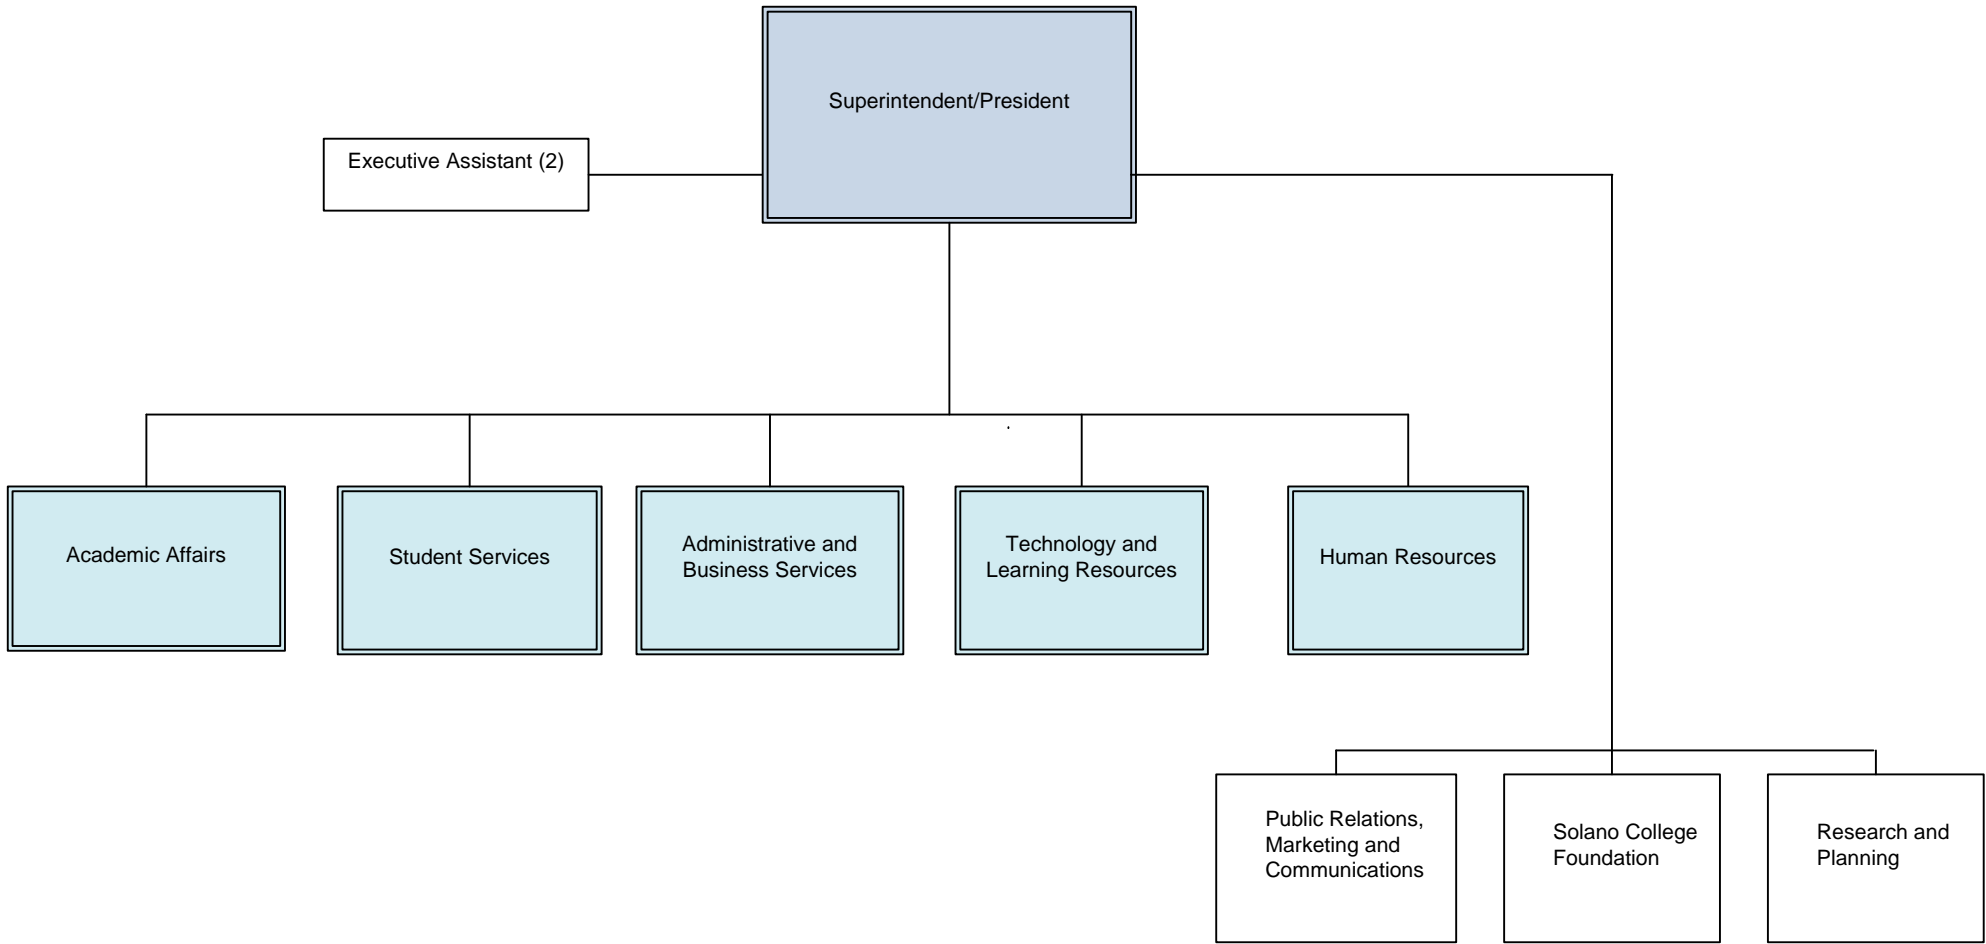 Superintendent/President
Executive Assistant (2)
Academic Affairs
Student Services
Administrative and
Business Services
Technology and
Learning Resources
Human Resources
Public Relations,
Marketing and
Communications
Solano College
Foundation
Research and
Planning